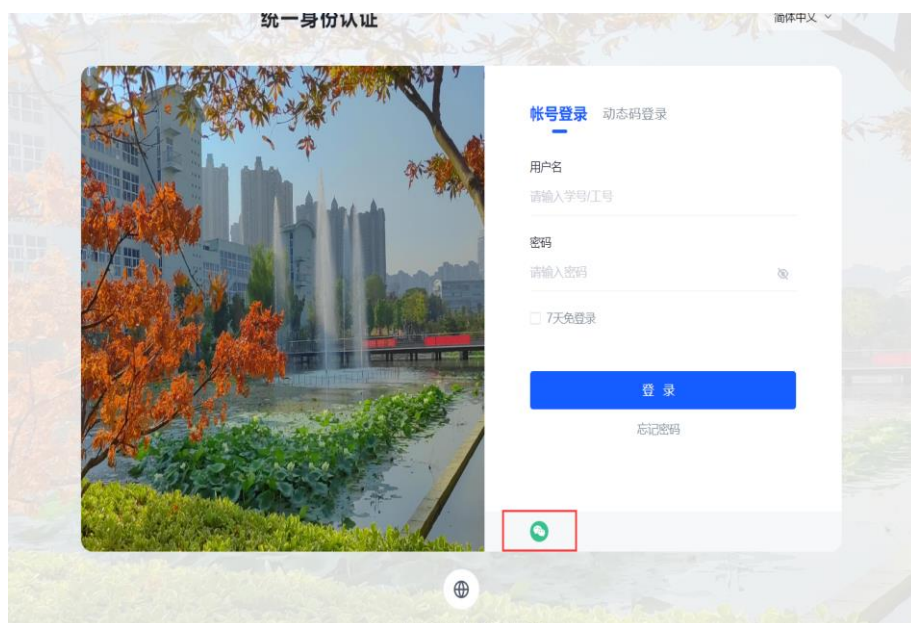 统一身份认证
简体中文
帐号登录 动态码登录
用户名
请输入学号/工号
密码
请输入密码
7天免登录
登 录
忘记密码